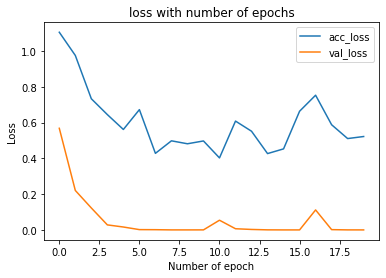 loss with number of epochs
acc_loss
val_loss
Loss
1.0
0.8
0.6
0.4
0.2
0.0
0.0 2.5 5.0 7.5 10.0 12.5 15.0 17.5
Number of epoch